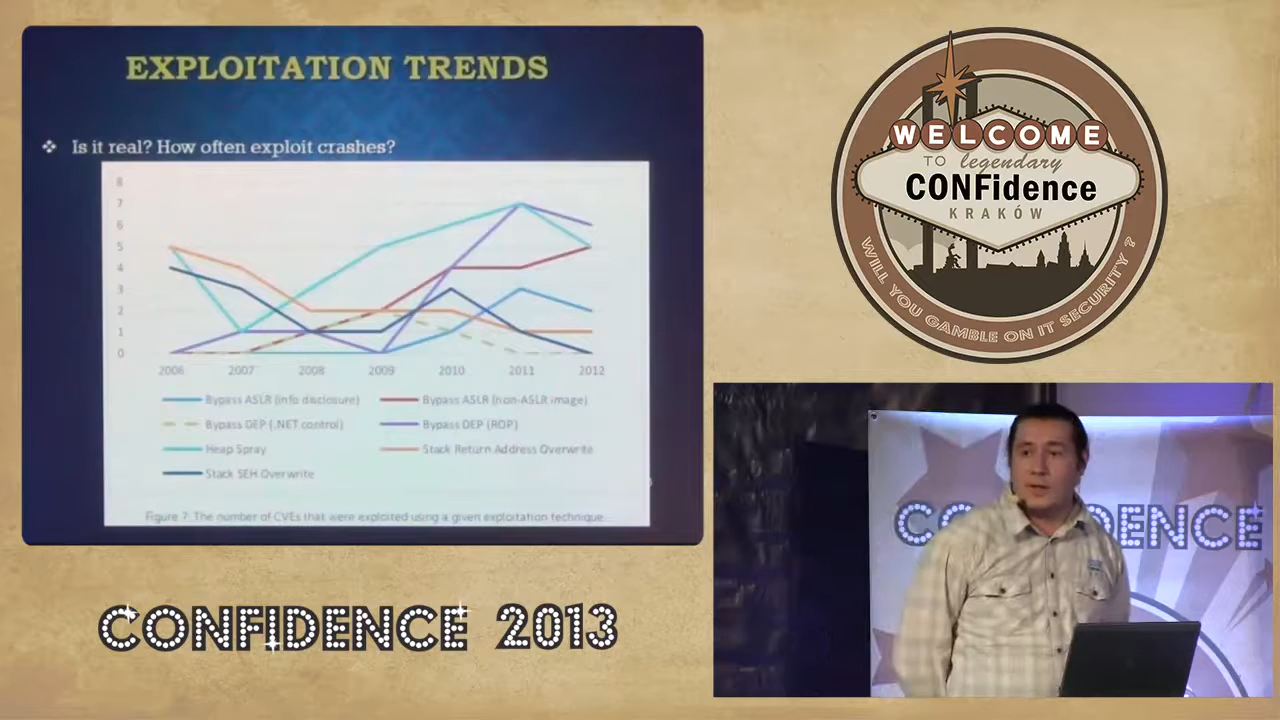 EXPLOITATION TRENDS
❖ Is it real? How often exploit crashes?
8
7
6
5
4
3
2
1
0
2006 2007 2008 2009 2010 2011 2012
Bypass ASLR (info disclosure) Bypass ASLR (non-ASLR image)
Bypass DEP (.NET control) Bypass DEP (ROP)
Heap Spray Stack Return Address Overwrite
Stack SEH Overwrite
Figure 7: The number of CVEs that were exploited using a given exploitation technique
CONFIDENCE 2013
WELCOME
TO legendary
CONFidence
KRAKÓW
WILL YOU GAMBLE ON IT SECURITY ?
CO DENCE